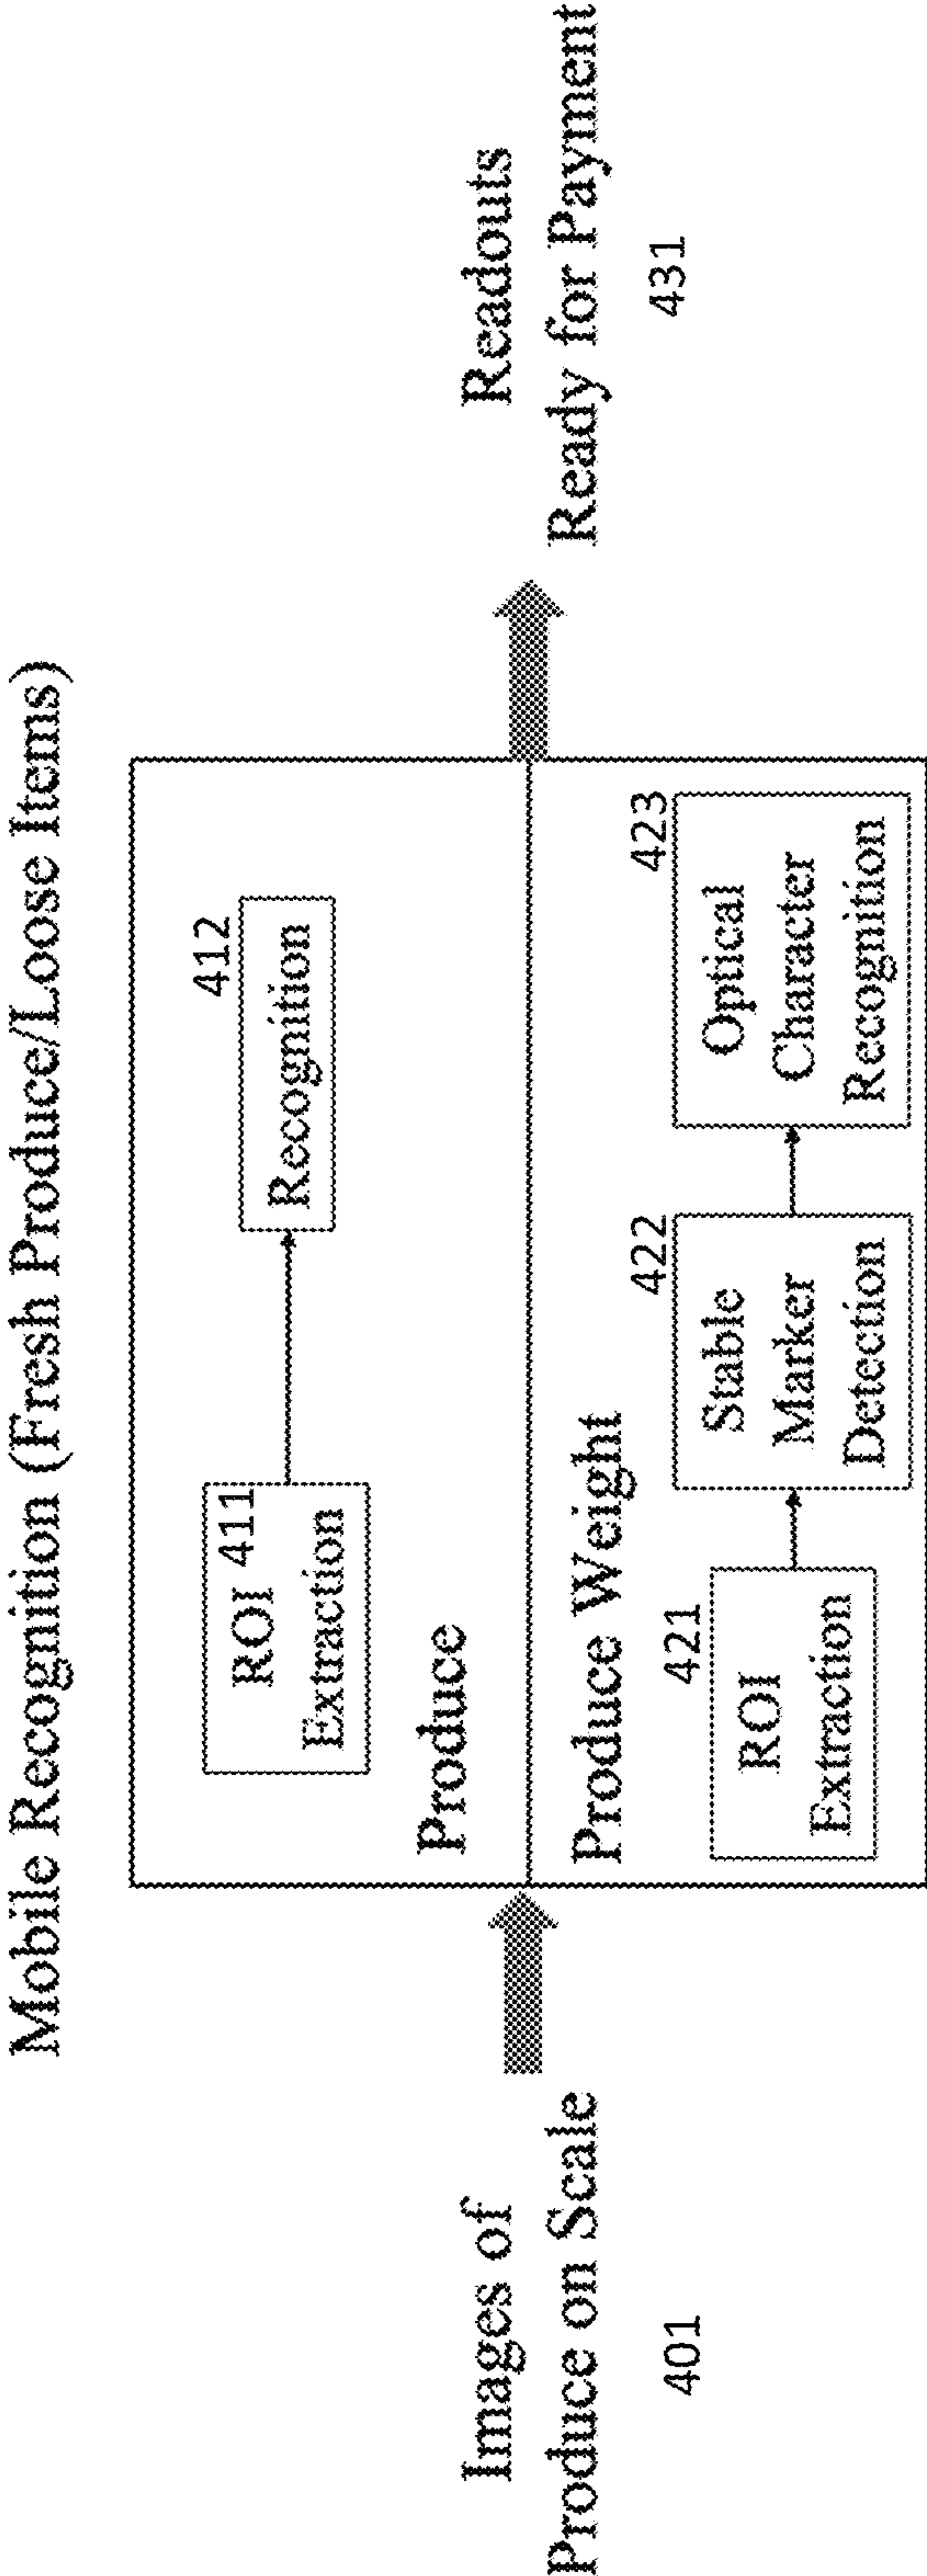 Mobile Recognition (Fresh Produce/Loose Items)
Images of
Produce on Scale
401
ROI 411
Extraction
412
Recognition
Produce
Produce Weight
421
ROI
Extraction
422
Stable
Marker
Detection
423
Optical
Character
Recognition
Readouts
Ready for Payment
431